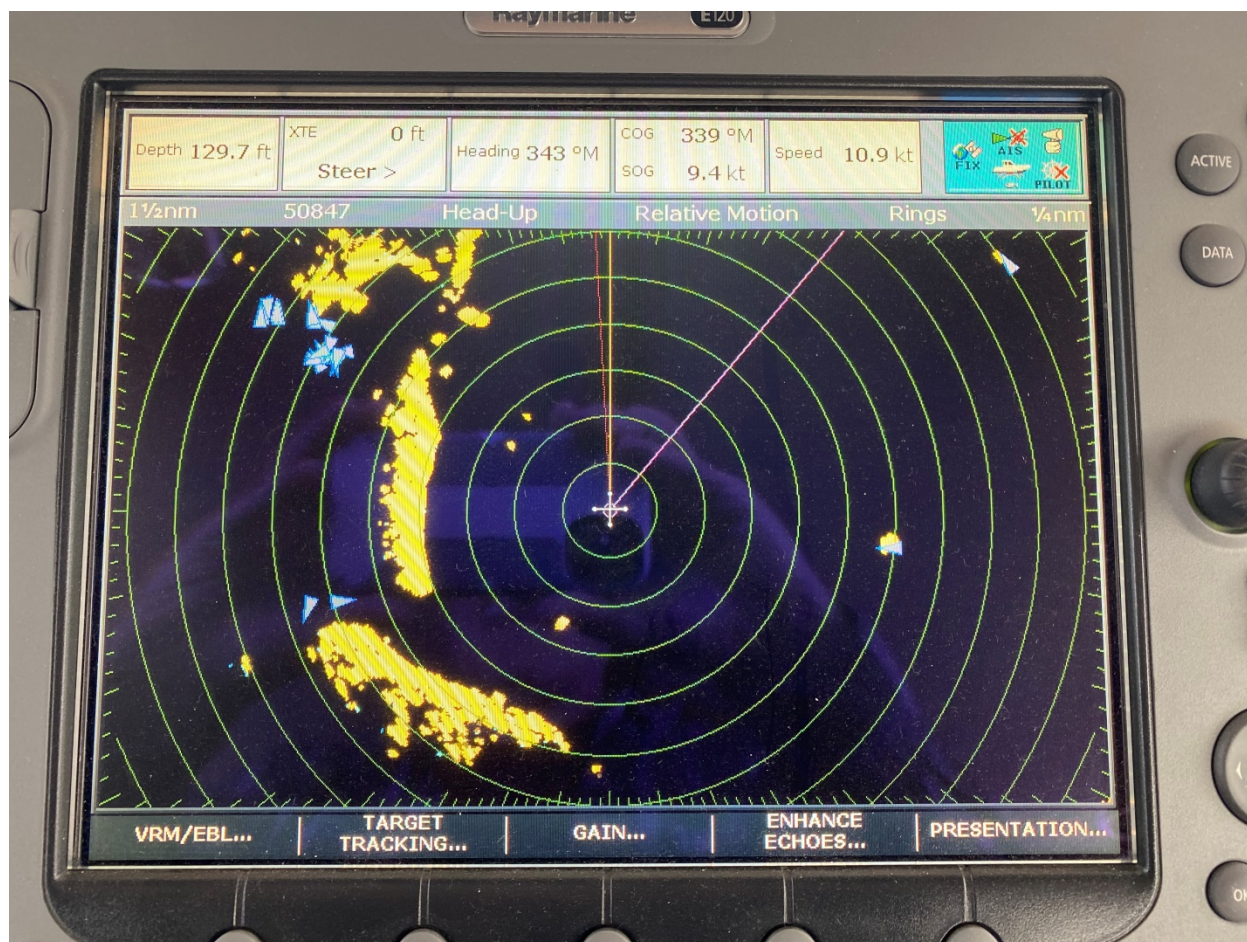 Raymarine E120
Depth 129.7 ft
XTE 0 ft
Steer >
Heading 343 °M
COG 339 °M
SOG 9.4 kt
Speed 10.9 kt
FIX AIS
PILOT
1½nm 50847 Head-Up Relative Motion Rings ¼nm
VRM/EBL...
TARGET
TRACKING...
GAIN...
ENHANCE
ECHOES...
PRESENTATION...
ACTIVE
DATA
OK